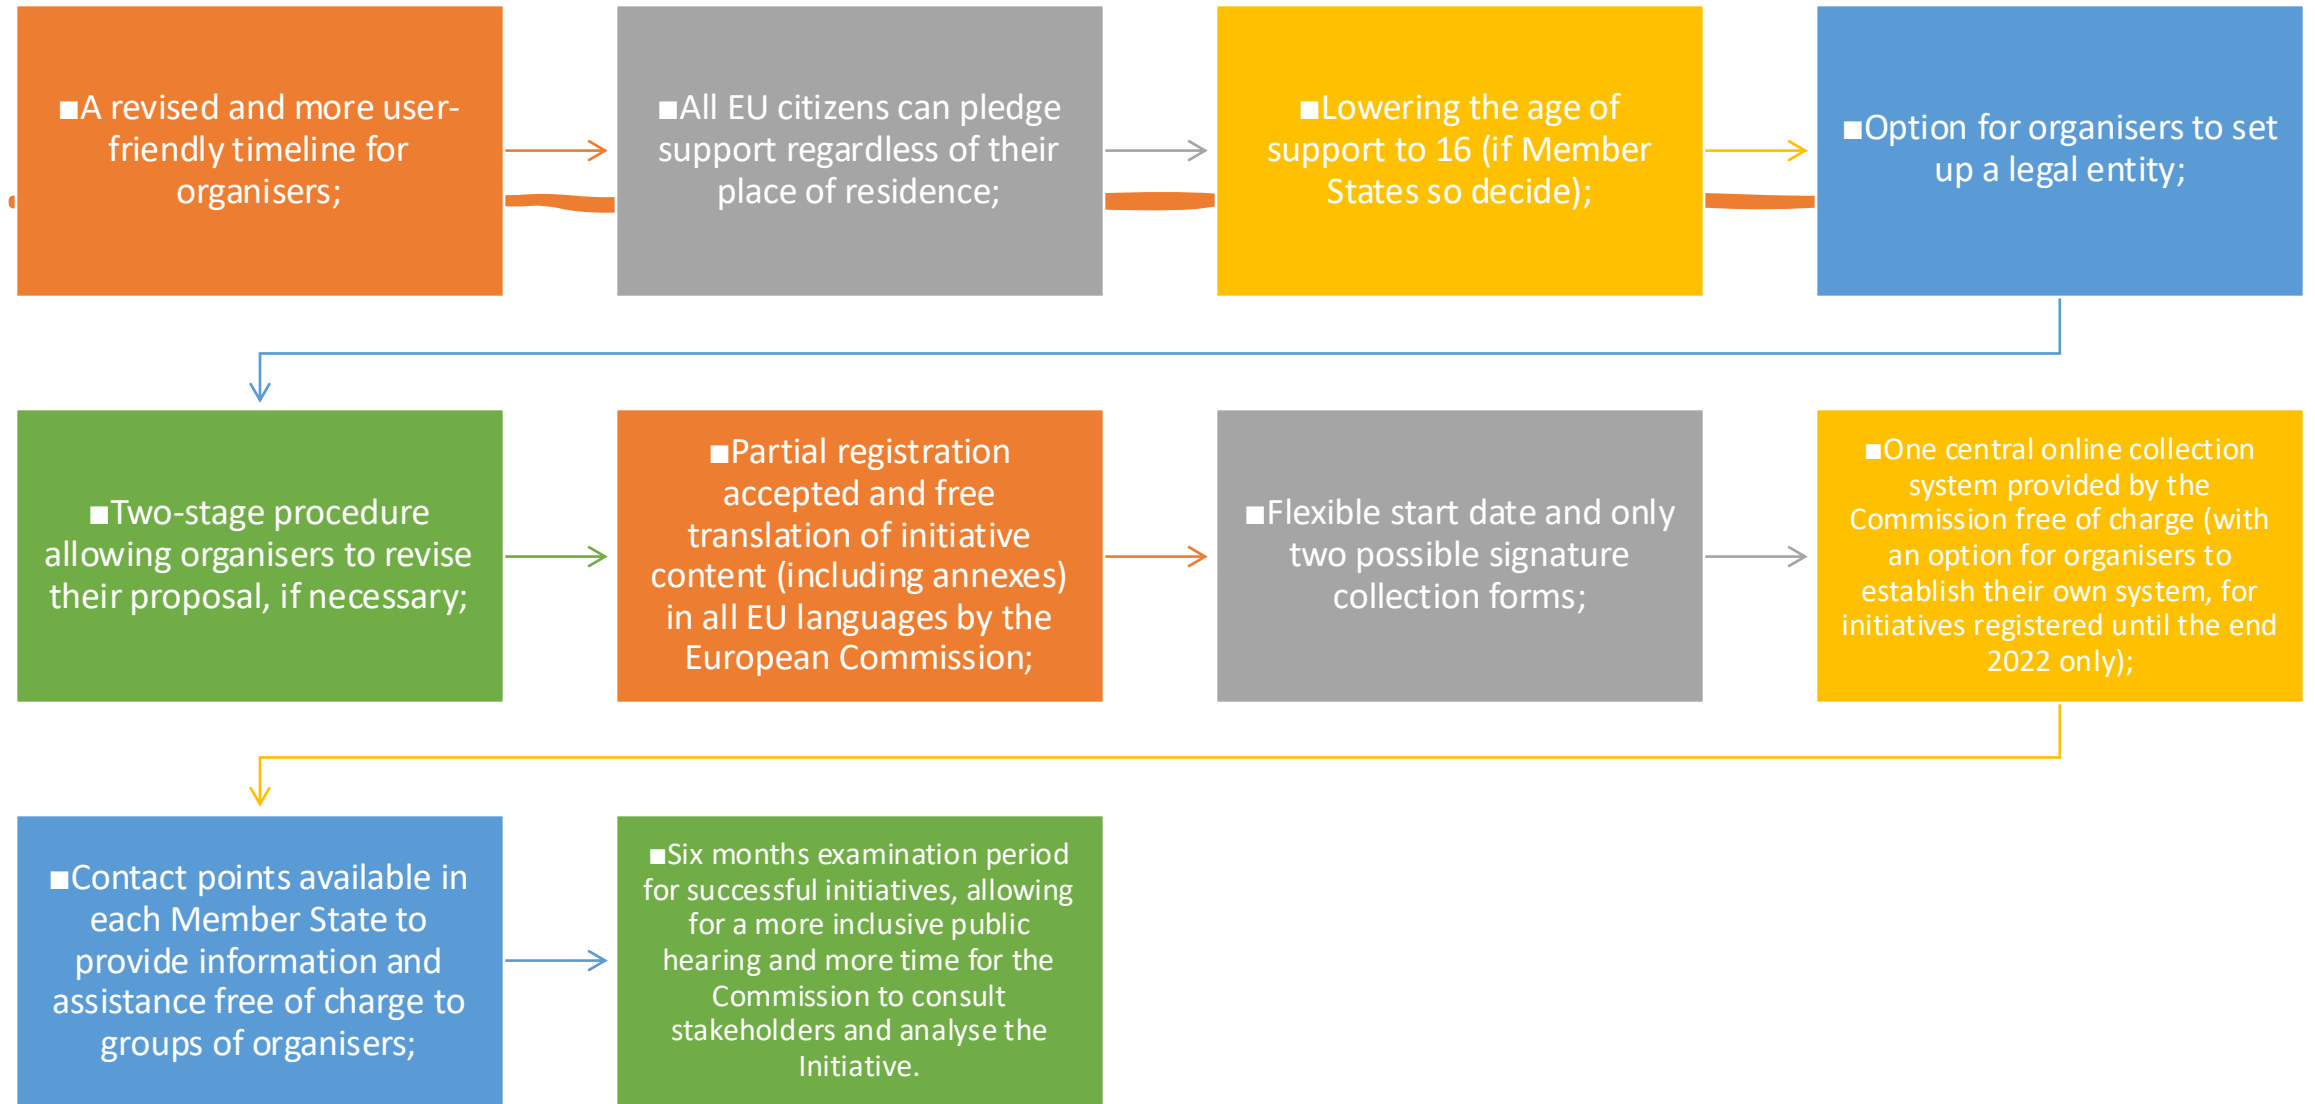 ■A revised and more user-
friendly timeline for
organisers;
■All EU citizens can pledge
support regardless of their
place of residence;
■Lowering the age of
support to 16 (if Member
States so decide);
■Option for organisers to set
up a legal entity;
■Two-stage procedure
allowing organisers to revise
their proposal, if necessary;
■Partial registration
accepted and free
translation of initiative
content (including annexes)
in all EU languages by the
European Commission;
■Flexible start date and only
two possible signature
collection forms;
■One central online collection
system provided by the
Commission free of charge (with
an option for organisers to
establish their own system, for
initiatives registered until the end
2022 only);
■Contact points available in
each Member State to
provide information and
assistance free of charge to
groups of organisers;
■Six months examination period
for successful initiatives, allowing
for a more inclusive public
hearing and more time for the
Commission to consult
stakeholders and analyse the
Initiative.